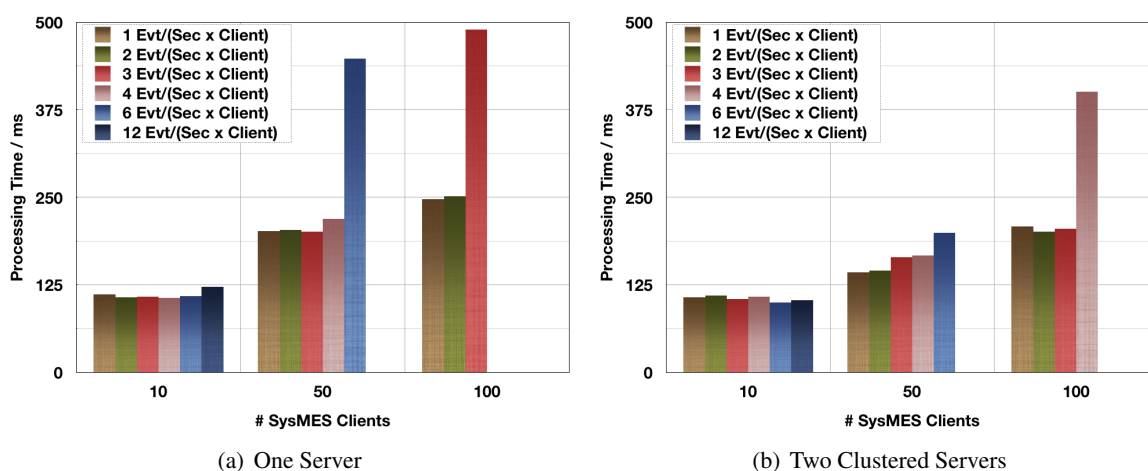 500
375
250
125
0
Processing Time / ms
1 Evt/(Sec x Client)
2 Evt/(Sec x Client)
3 Evt/(Sec x Client)
4 Evt/(Sec x Client)
6 Evt/(Sec x Client)
12 Evt/(Sec x Client)
10 50 100
# SysMES Clients
(a) One Server
500
375
250
125
0
Processing Time / ms
1 Evt/(Sec x Client)
2 Evt/(Sec x Client)
3 Evt/(Sec x Client)
4 Evt/(Sec x Client)
6 Evt/(Sec x Client)
12 Evt/(Sec x Client)
10 50 100
# SysMES Clients
(b) Two Clustered Servers